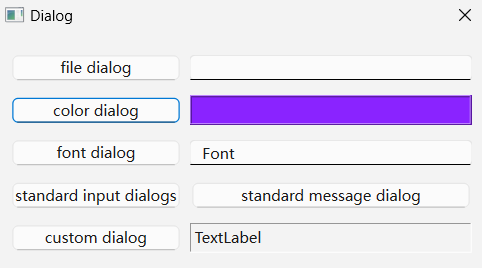 Dialog
file dialog
color dialog
font dialog Font
standard input dialogs standard message dialog
custom dialog TextLabel